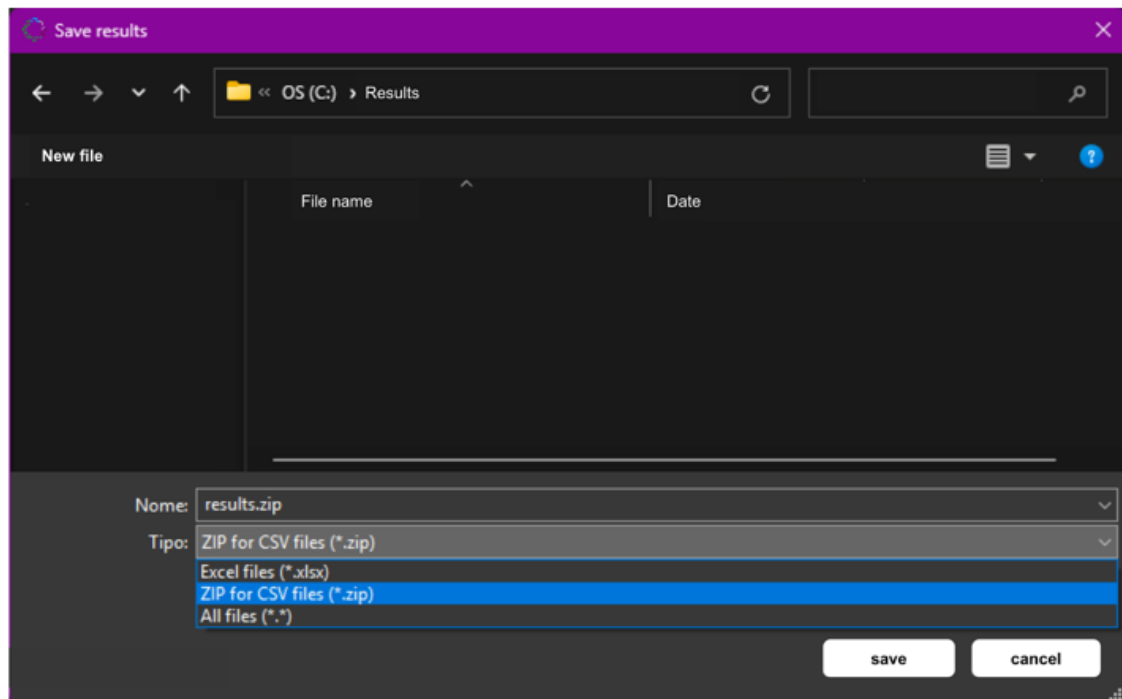 Save results
OS (C:) › Results
New file
File name Date
Nome: results.zip
Tipo: ZIP for CSV files (*.zip)
Excel files (*.xlsx)
ZIP for CSV files (*.zip)
All files (*.*)
save cancel